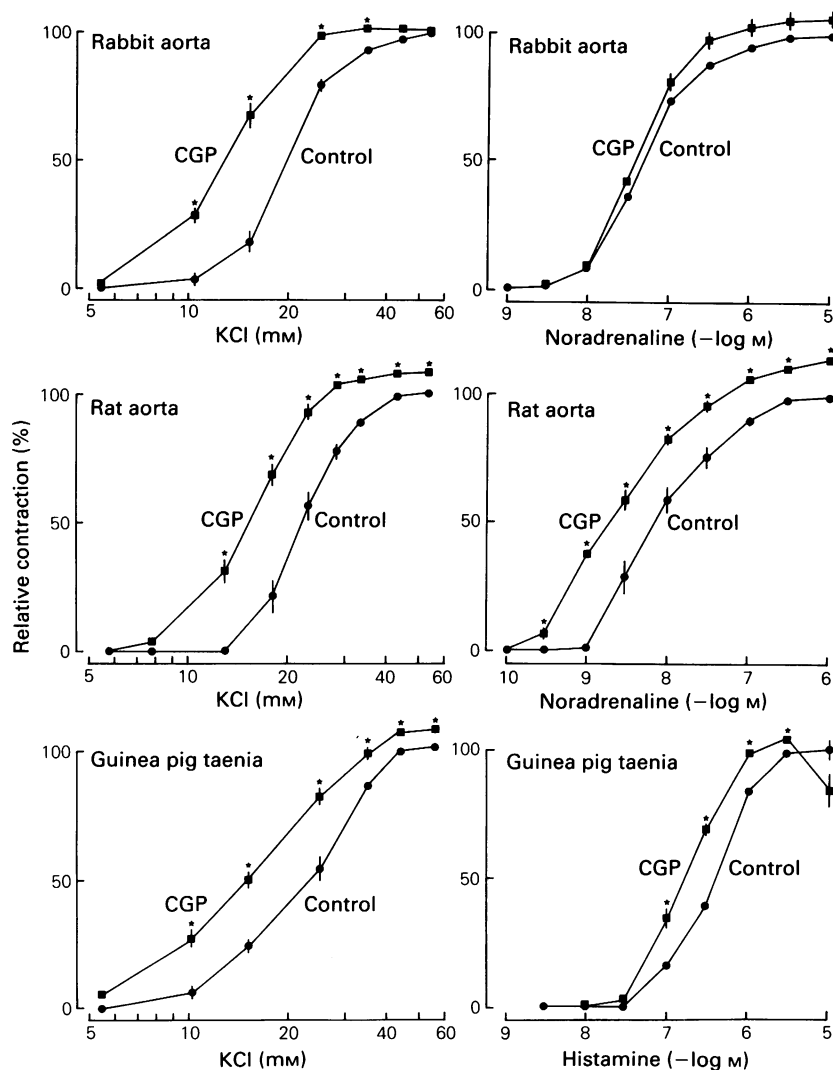 Relative contraction (%)
Rabbit aorta
100
50
0
CGP
Control
5
10
20
40
60
KCl (mM)
Rabbit aorta
100
50
0
CGP
Control
9
8
7
6
5
Noradrenaline (−log M)
Rat aorta
100
50
0
CGP
Control
5
10
20
40
60
KCl (mM)
Rat aorta
100
50
0
CGP
Control
10
9
8
7
6
Noradrenaline (−log M)
Guinea pig taenia
100
50
0
CGP
Control
5
10
20
40
60
KCl (mM)
Guinea pig taenia
100
50
0
CGP
Control
9
8
7
6
5
Histamine (−log M)